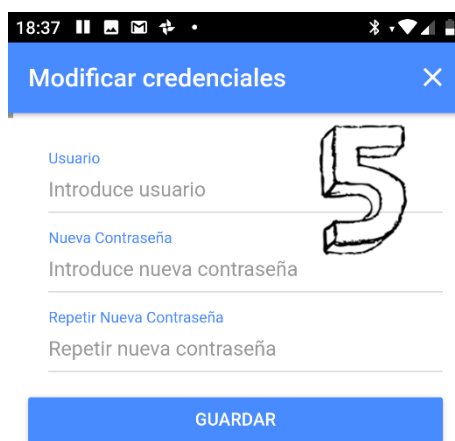 18:37
Modificar credenciales
5
Usuario
Introduce usuario
Nueva Contraseña
Introduce nueva contraseña
Repetir Nueva Contraseña
Repetir nueva contraseña
GUARDAR